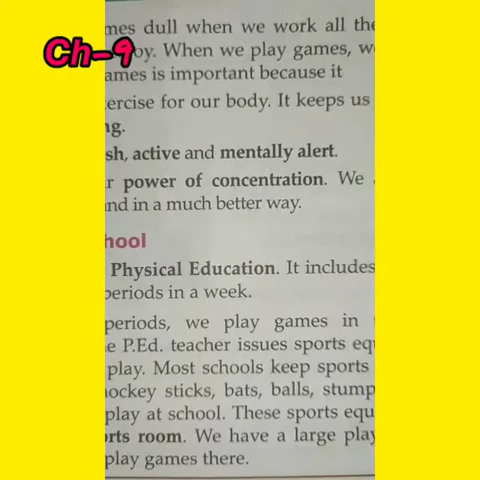 Ch-9
mes dull when we work all the
oy. When we play games, w
ames is important because it
ercise for our body. It keeps us
ng.
sh, active and mentally alert.
r power of concentration. We
nd in a much better way.
hool
Physical Education. It includes
periods in a week.
periods, we play games in
e P.Ed. teacher issues sports equ
play. Most schools keep sports
hockey sticks, bats, balls, stump
play at school. These sports equ
rts room. We have a large play
play games there.